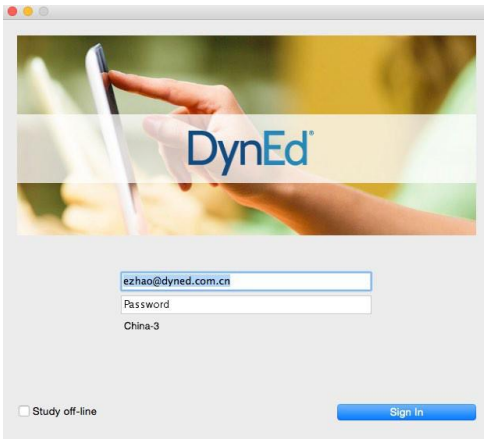 DynEd®
ezhao@dyned.com.cn
Password
China-3
Study off-line
Sign In